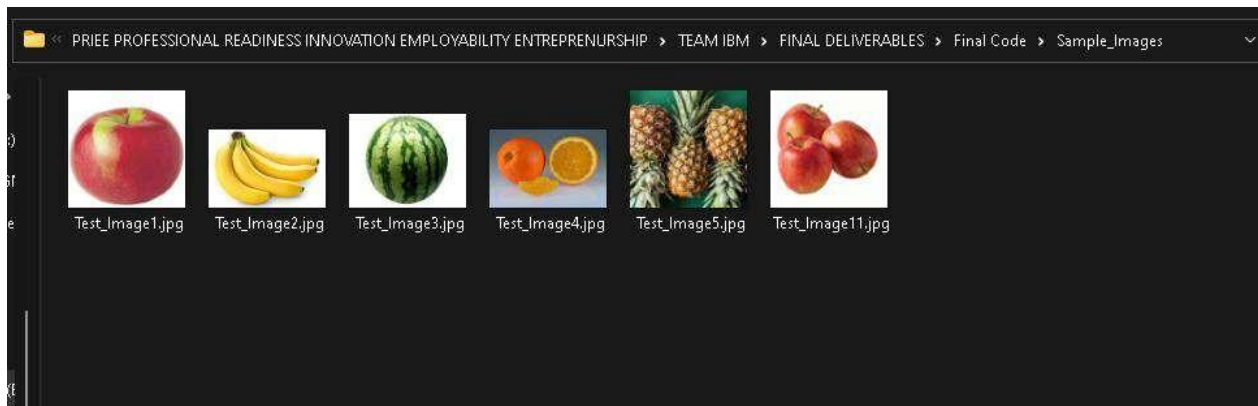 « PRIEE PROFESSIONAL READINESS INNOVATION EMPLOYABILITY ENTREPRENURSHIP > TEAM IBM > FINAL DELIVERABLES > Final Code > Sample_Images
Test_Image1.jpg Test_Image2.jpg Test_Image3.jpg Test_Image4.jpg Test_Image5.jpg Test_Image11.jpg